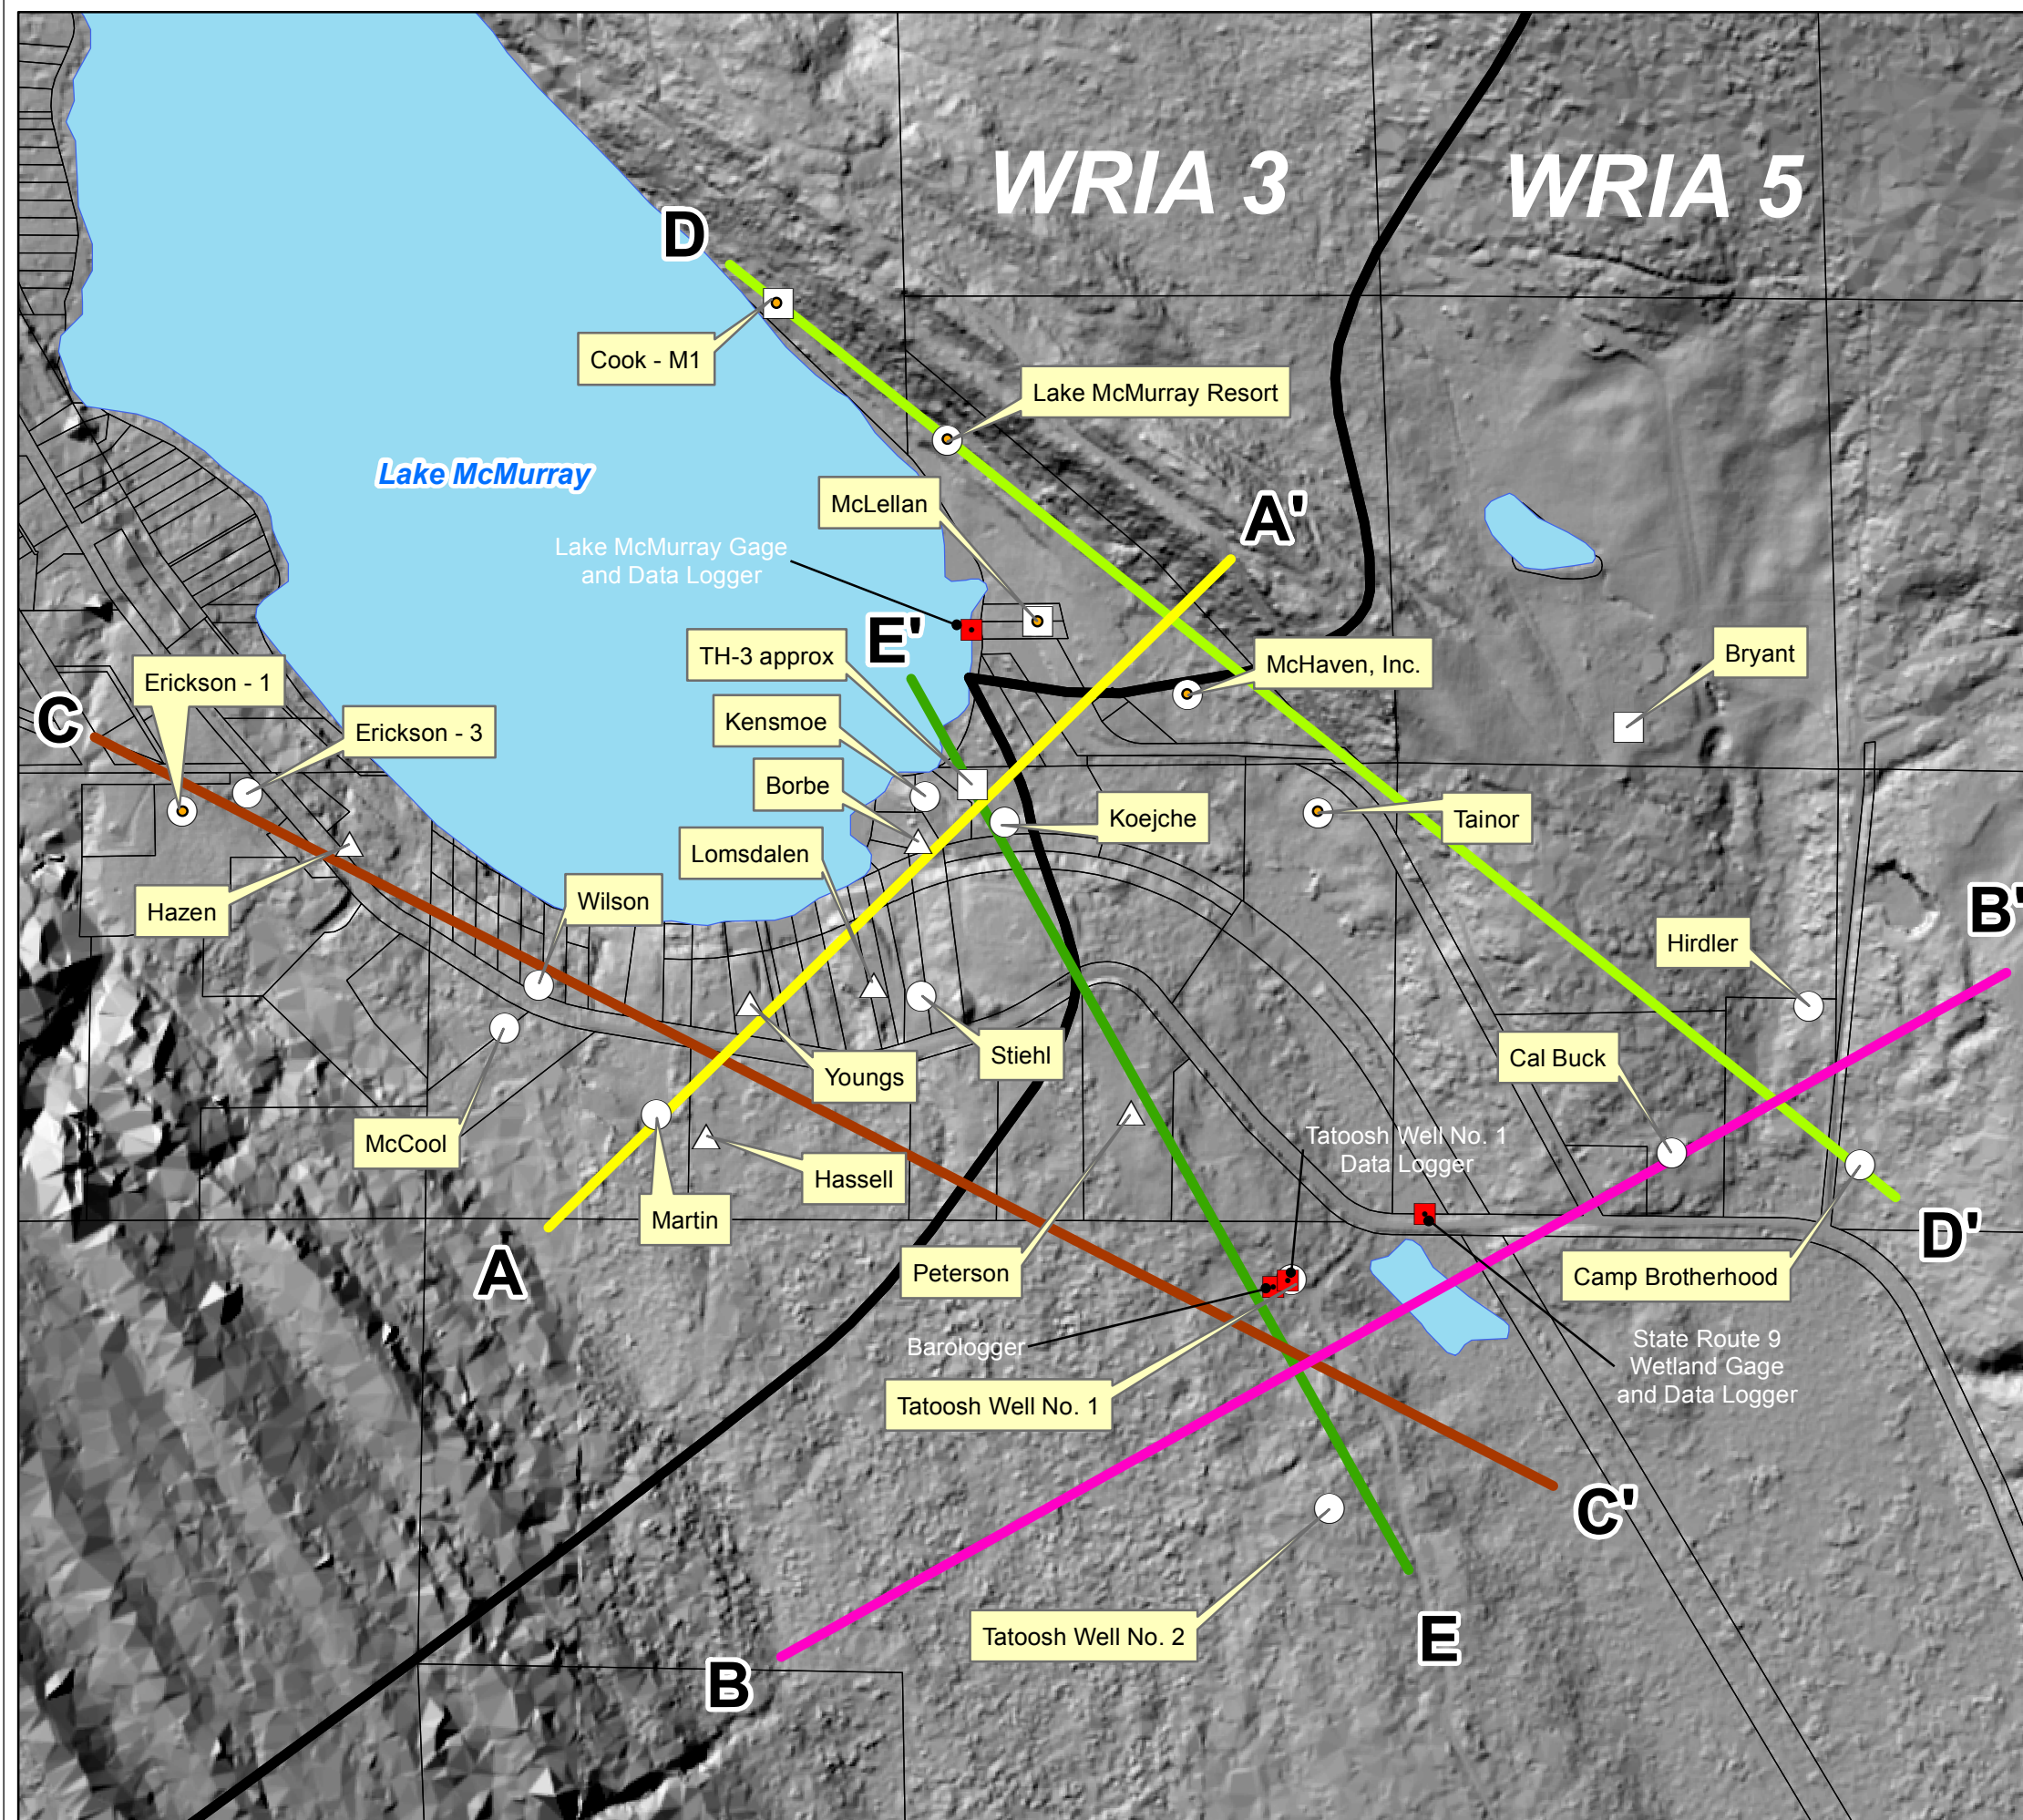 WRIA 3
WRIA 5
D
Cook - M1
Lake McMurray Resort
Lake McMurray
McLellan
A'
Lake McMurray Gage
and Data Logger
E'
TH-3 approx
McHaven, Inc.
Bryant
Erickson - 1
C
Erickson - 3
Kensmoe
Borbe
Koejche
Tainor
Lomsdalen
Hazen
Wilson
B'
Hirdler
Stiehl
Cal Buck
Youngs
McCool
Tatoosh Well No. 1
Data Logger
Hassell
Martin
D'
A
Peterson
Camp Brotherhood
Barologger
State Route 9
Wetland Gage
and Data Logger
Tatoosh Well No. 1
C'
Tatoosh Well No. 2
E
B